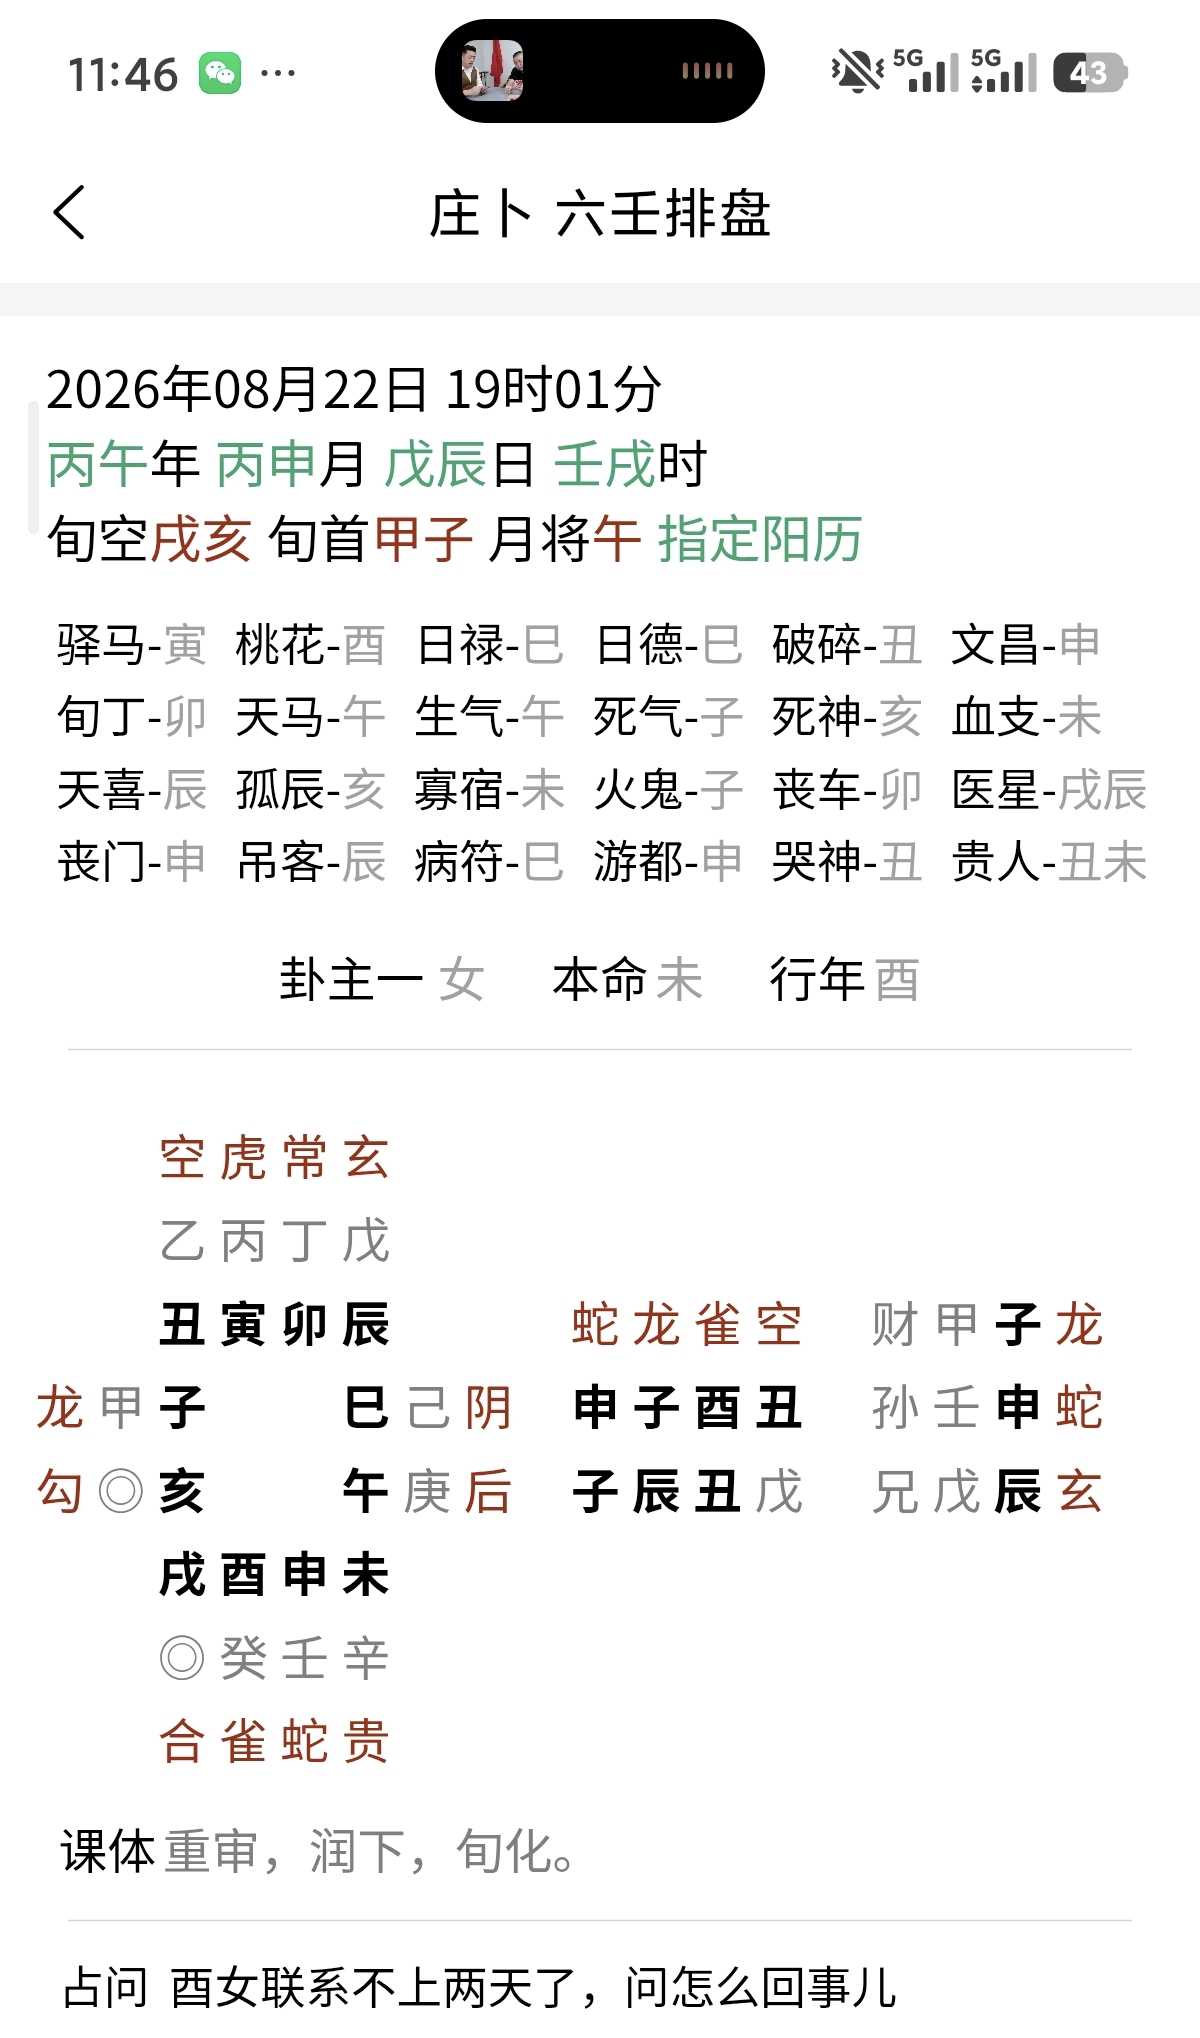 11:46 ··· 5G 5G 43
庄卜 六壬排盘
2026年08月22日 19时01分
丙午年 丙申月 戊辰日 壬戌时
旬空戌亥 旬首甲子 月将午 指定阳历
驿马-寅 桃花-酉 日禄-巳 日德-巳 破碎-丑 文昌-申
旬丁-卯 天马-午 生气-午 死气-子 死神-亥 血支-未
天喜-辰 孤辰-亥 寡宿-未 火鬼-子 丧车-卯 医星-戌辰
丧门-申 吊客-辰 病符-巳 游都-申 哭神-丑 贵人-丑未
卦主一 女 本命 未 行年 酉
空 虎 常 玄
乙 丙 丁 戊
丑 寅 卯 辰 蛇 龙 雀 空 财 甲 子 龙
龙 甲 子 巳 己 阴 申 子 酉 丑 孙 壬 申 蛇
勾 ◎ 亥 午 庚 后 子 辰 丑 戊 兄 戊 辰 玄
戌 酉 申 未
◎ 癸 壬 辛
合 雀 蛇 贵
课体 重审，润下，旬化。
占问 酉女联系不上两天了，问怎么回事儿